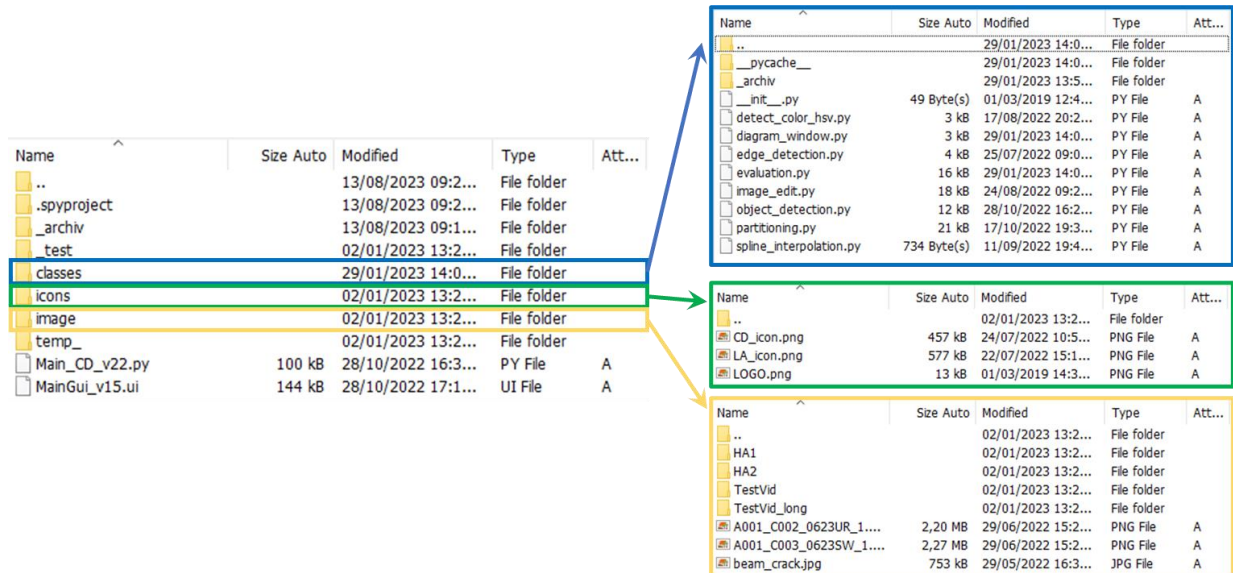 Name Size Auto Modified Type Att...
.. 13/08/2023 09:2... File folder
.spyproject 13/08/2023 09:2... File folder
_archiv 13/08/2023 09:1... File folder
_test 02/01/2023 13:2... File folder
classes 29/01/2023 14:0... File folder
icons 02/01/2023 13:2... File folder
image 02/01/2023 13:2... File folder
temp_ 02/01/2023 13:2... File folder
Main_CD_v22.py 100 kB 28/10/2022 16:3... PY File A
MainGui_v15.ui 144 kB 28/10/2022 17:1... UI File A
Name Size Auto Modified Type Att...
.. 29/01/2023 14:0... File folder
__pycache__ 29/01/2023 14:0... File folder
_archiv 29/01/2023 13:5... File folder
__init__.py 49 Byte(s) 01/03/2019 12:4... PY File A
detect_color_hsv.py 3 kB 17/08/2022 20:2... PY File A
diagram_window.py 3 kB 29/01/2023 14:0... PY File A
edge_detection.py 4 kB 25/07/2022 09:0... PY File A
evaluation.py 16 kB 29/01/2023 14:0... PY File A
image_edit.py 18 kB 24/08/2022 09:2... PY File A
object_detection.py 12 kB 28/10/2022 16:2... PY File A
partitioning.py 21 kB 17/10/2022 19:3... PY File A
spline_interpolation.py 734 Byte(s) 11/09/2022 19:4... PY File A
Name Size Auto Modified Type Att...
.. 02/01/2023 13:2... File folder
CD_icon.png 457 kB 24/07/2022 10:5... PNG File A
LA_icon.png 577 kB 22/07/2022 15:1... PNG File A
LOGO.png 13 kB 01/03/2019 14:3... PNG File A
Name Size Auto Modified Type Att...
.. 02/01/2023 13:2... File folder
HA1 02/01/2023 13:2... File folder
HA2 02/01/2023 13:2... File folder
TestVid 02/01/2023 13:2... File folder
TestVid_long 02/01/2023 13:2... File folder
A001_C002_0623UR_1.... 2,20 MB 29/06/2022 15:2... PNG File A
A001_C003_0623SW_1.... 2,27 MB 29/06/2022 15:2... PNG File A
beam_crack.jpg 753 kB 29/05/2022 16:3... JPG File A